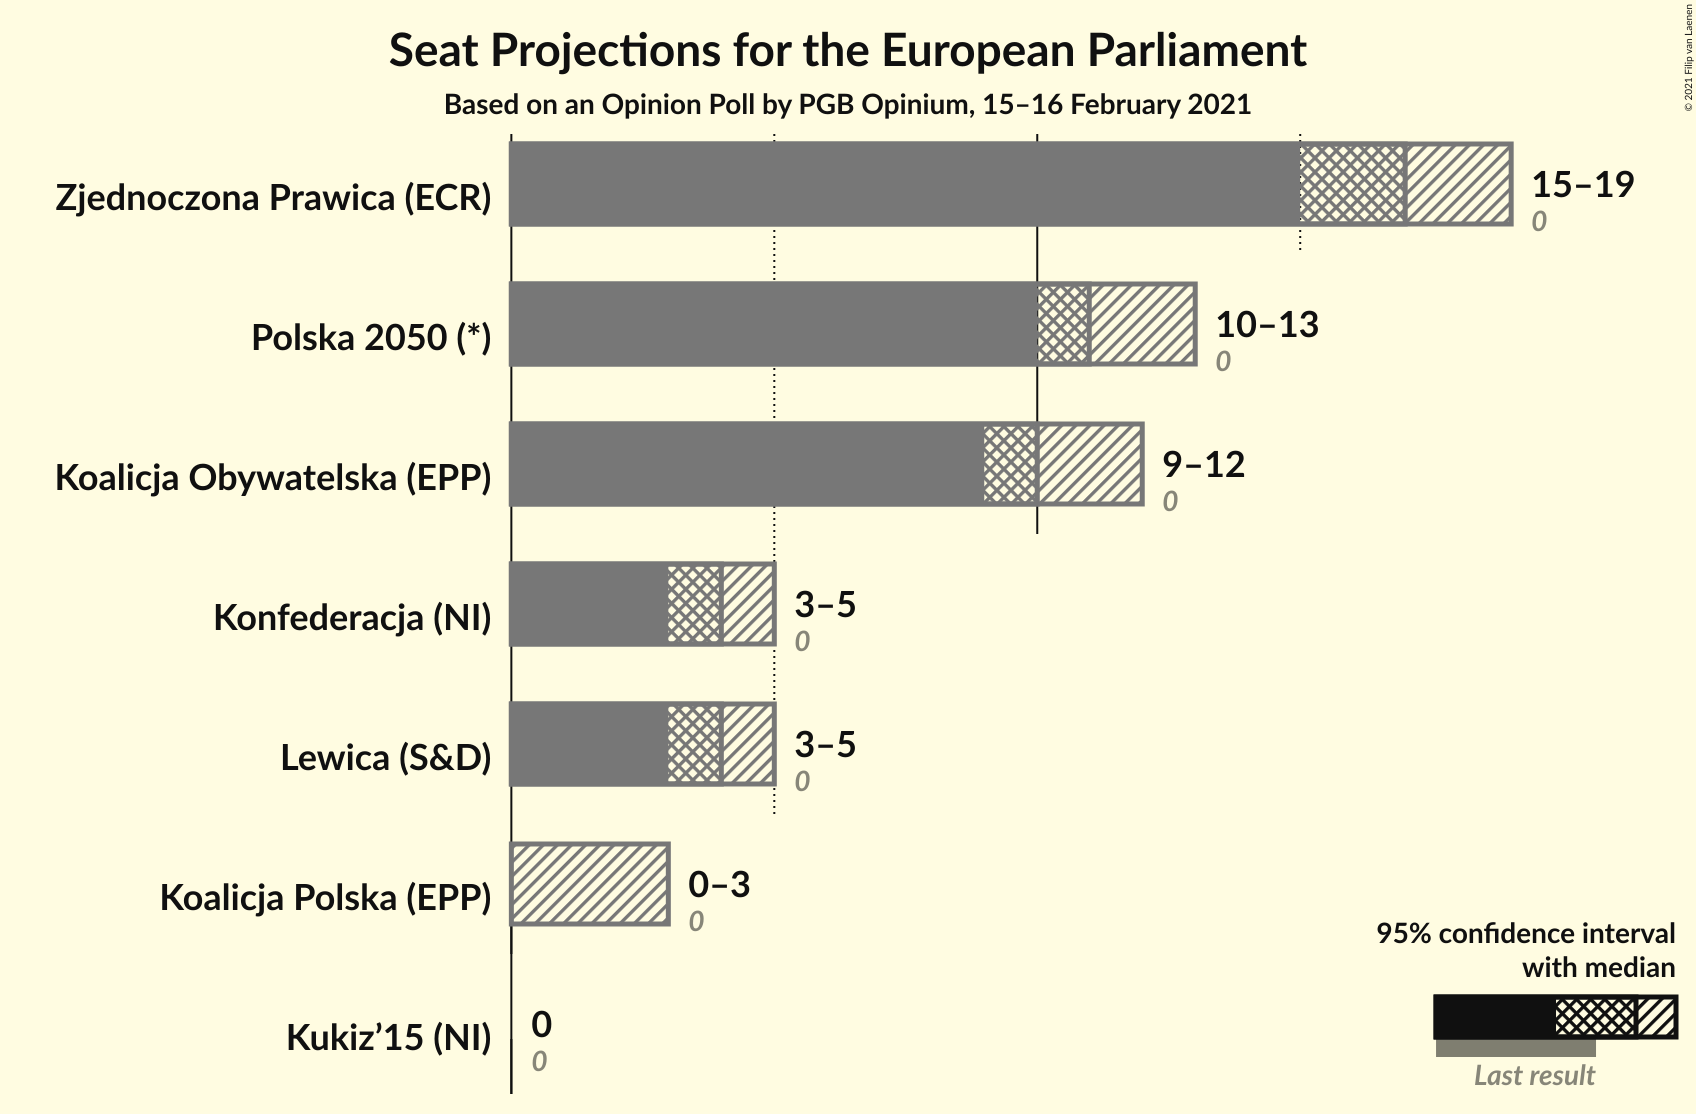 Seat Projections for the European Parliament
Based on an Opinion Poll by PGB Opinium, 15–16 February 2021
© 2021 Filip van Laenen
Zjednoczona Prawica (ECR)
15–19
0
Polska 2050 (*)
10–13
0
Koalicja Obywatelska (EPP)
9–12
0
Konfederacja (NI)
3–5
0
Lewica (S&D)
3–5
0
Koalicja Polska (EPP)
0–3
0
Kukiz’15 (NI)
0
0
95% confidence interval
with median
Last result